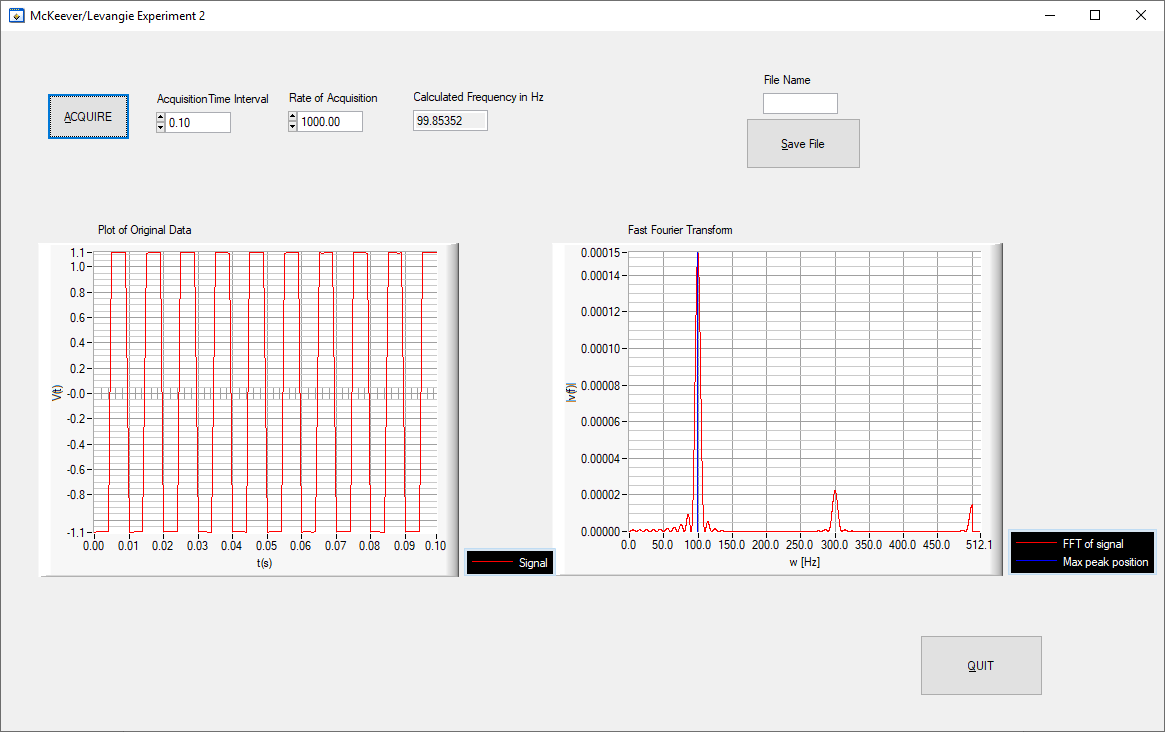 McKeever/Levangie Experiment 2
ACQUIRE
AcquisitionTime Interval
0.10
Rate of Acquisition
1000.00
Calculated Frequency in Hz
99.85352
File Name
Save File
Plot of Original Data
1.1
1.0
0.8
0.6
0.4
0.2
-0.0
-0.2
-0.4
-0.6
-0.8
-1.1
V(t)
0.00 0.01 0.02 0.03 0.04 0.05 0.06 0.07 0.08 0.09 0.10
t(s)
Signal
Fast Fourier Transform
0.00015
0.00014
0.00012
0.00010
0.00008
0.00006
0.00004
0.00002
0.00000
|v(f)|
0.0 50.0 100.0 150.0 200.0 250.0 300.0 350.0 400.0 450.0 512.1
w [Hz]
FFT of signal
Max peak position
QUIT